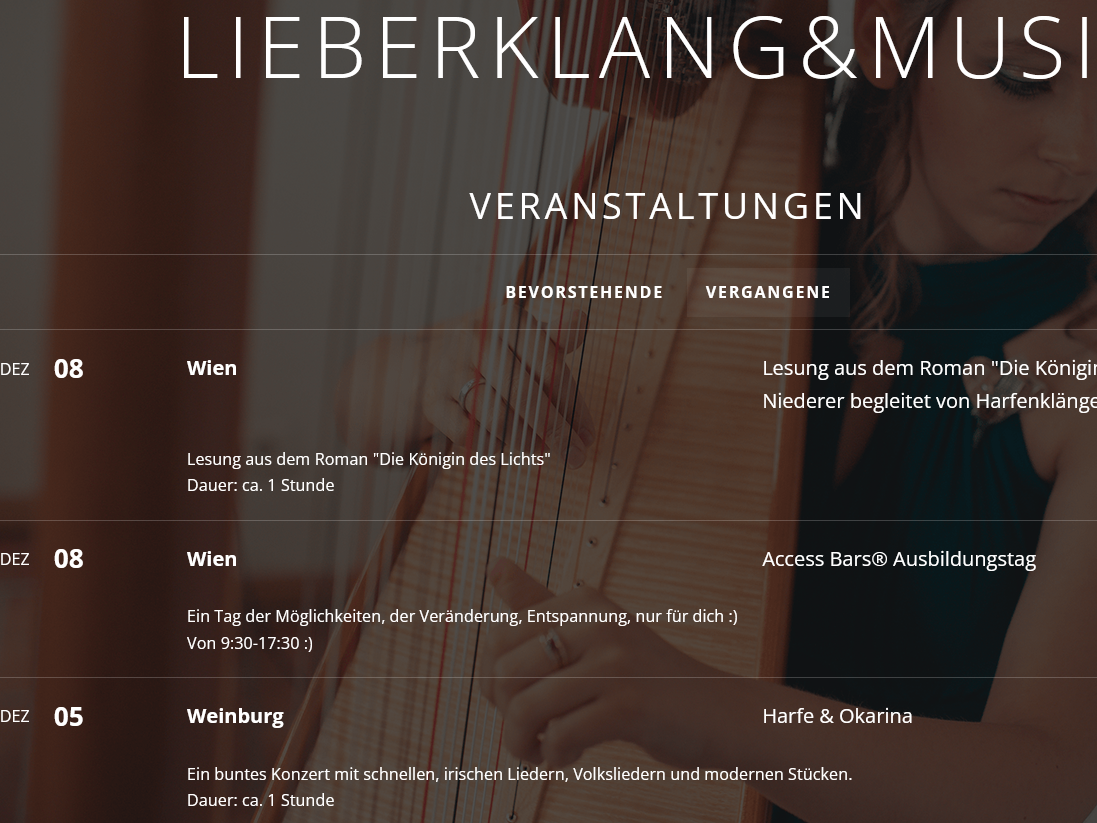 LIEBERKLANG&MUSI
VERANSTALTUNGEN
BEVORSTEHENDE VERGANGENE
DEZ 08 Wien Lesung aus dem Roman "Die Königin
Niederer begleitet von Harfenklänge
Lesung aus dem Roman "Die Königin des Lichts"
Dauer: ca. 1 Stunde
DEZ 08 Wien Access Bars® Ausbildungstag
Ein Tag der Möglichkeiten, der Veränderung, Entspannung, nur für dich :)
Von 9:30-17:30 :)
DEZ 05 Weinburg Harfe & Okarina
Ein buntes Konzert mit schnellen, irischen Liedern, Volksliedern und modernen Stücken.
Dauer: ca. 1 Stunde